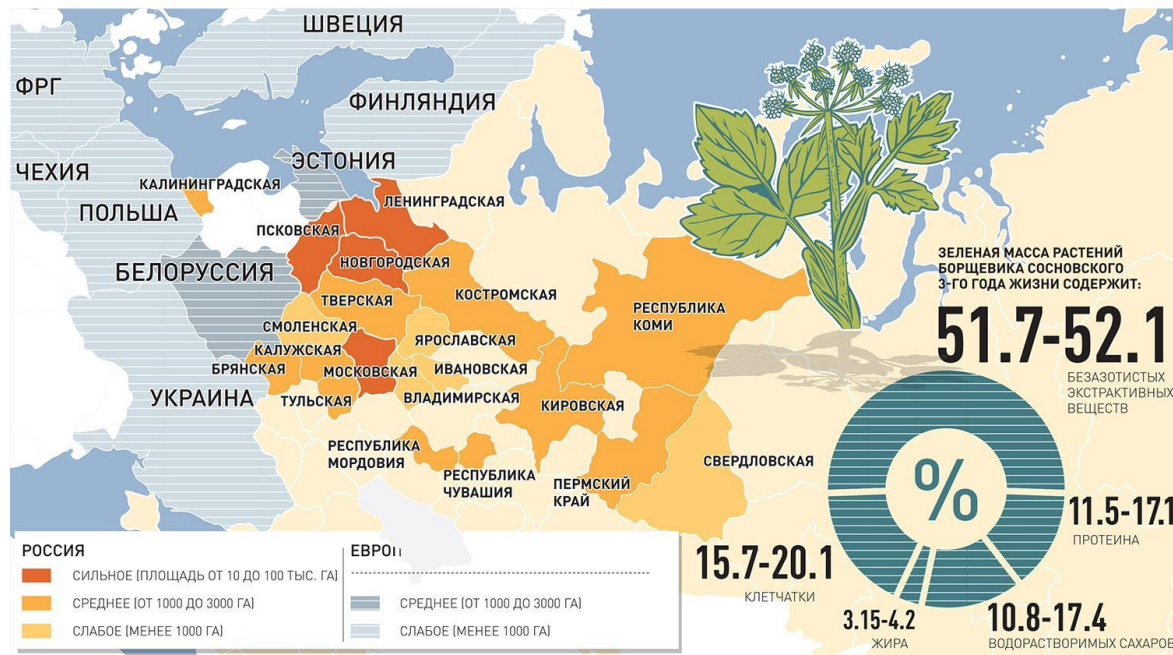 ШВЕЦИЯ
ФРГ
ФИНЛЯНДИЯ
ЧЕХИЯ
ЭСТОНИЯ
КАЛИНИНГРАДСКАЯ
ПОЛЬША
ЛЕНИНГРАДСКАЯ
ПСКОВСКАЯ
НОВГОРОДСКАЯ
БЕЛОРУССИЯ
ТВЕРСКАЯ
КОСТРОМСКАЯ
РЕСПУБЛИКА
КОМИ
СМОЛЕНСКАЯ
ЯРОСЛАВСКАЯ
КАЛУЖСКАЯ
БРЯНСКАЯ
МОСКОВСКАЯ
ИВАНОВСКАЯ
УКРАИНА
ТУЛЬСКАЯ
ВЛАДИМИРСКАЯ
КИРОВСКАЯ
РЕСПУБЛИКА
МОРДОВИЯ
РЕСПУБЛИКА
ЧУВАШИЯ
ПЕРМСКИЙ
КРАЙ
СВЕРДЛОВСКАЯ
ЗЕЛЕНАЯ МАССА РАСТЕНИЙ
БОРЩЕВИКА СОСНОВСКОГО
3-ГО ГОДА ЖИЗНИ СОДЕРЖИТ:
51.7-52.1
БЕЗАЗОТИСТЫХ
ЭКСТРАКТИВНЫХ
ВЕЩЕСТВ
%
11.5-17.1
ПРОТЕИНА
15.7-20.1
КЛЕТЧАТКИ
3.15-4.2
ЖИРА
10.8-17.4
ВОДОРАСТВОРИМЫХ САХАРОВ
РОССИЯ
СИЛЬНОЕ (ПЛОЩАДЬ ОТ 10 ДО 100 ТЫС. ГА)
СРЕДНЕЕ (ОТ 1000 ДО 3000 ГА)
СЛАБОЕ (МЕНЕЕ 1000 ГА)
СРЕДНЕЕ (ОТ 1000 ДО 3000 ГА)
СЛАБОЕ (МЕНЕЕ 1000 ГА)